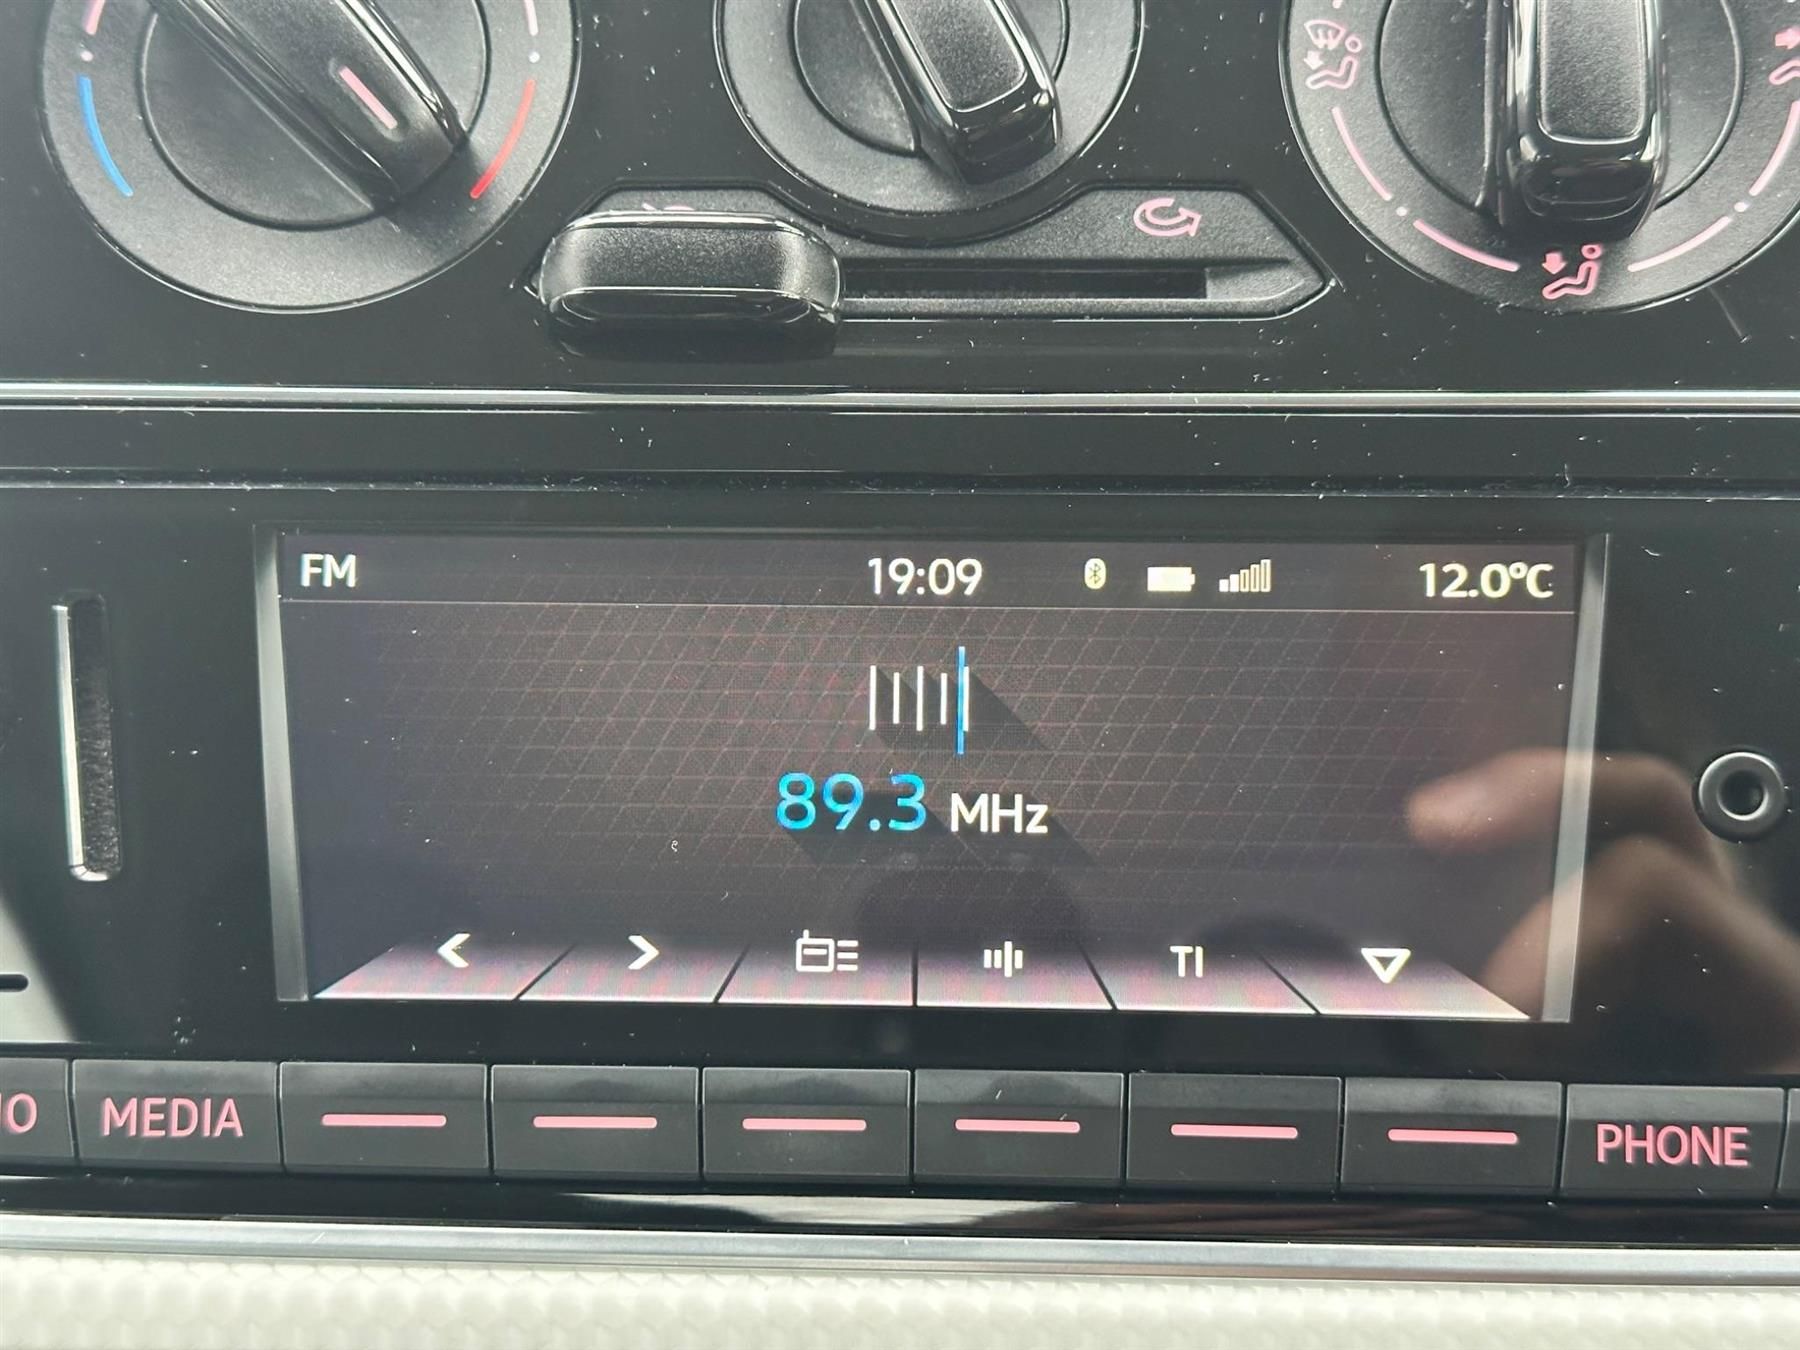 FM 19:09 12.0°C
89.3 MHz
TI
MEDIA PHONE